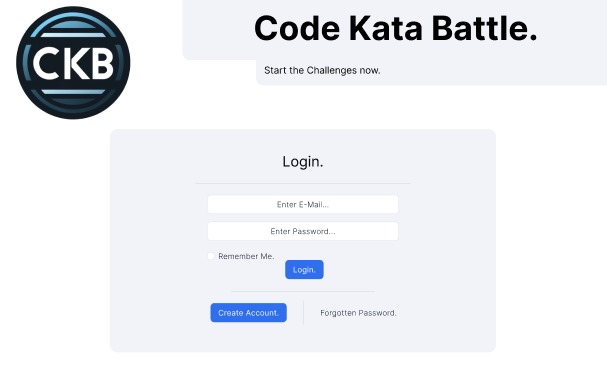 CKB
Code Kata Battle.
Start the Challenges now.
Login.
Enter E-Mail...
Enter Password...
Remember Me.
Login.
Create Account.
Forgotten Password.